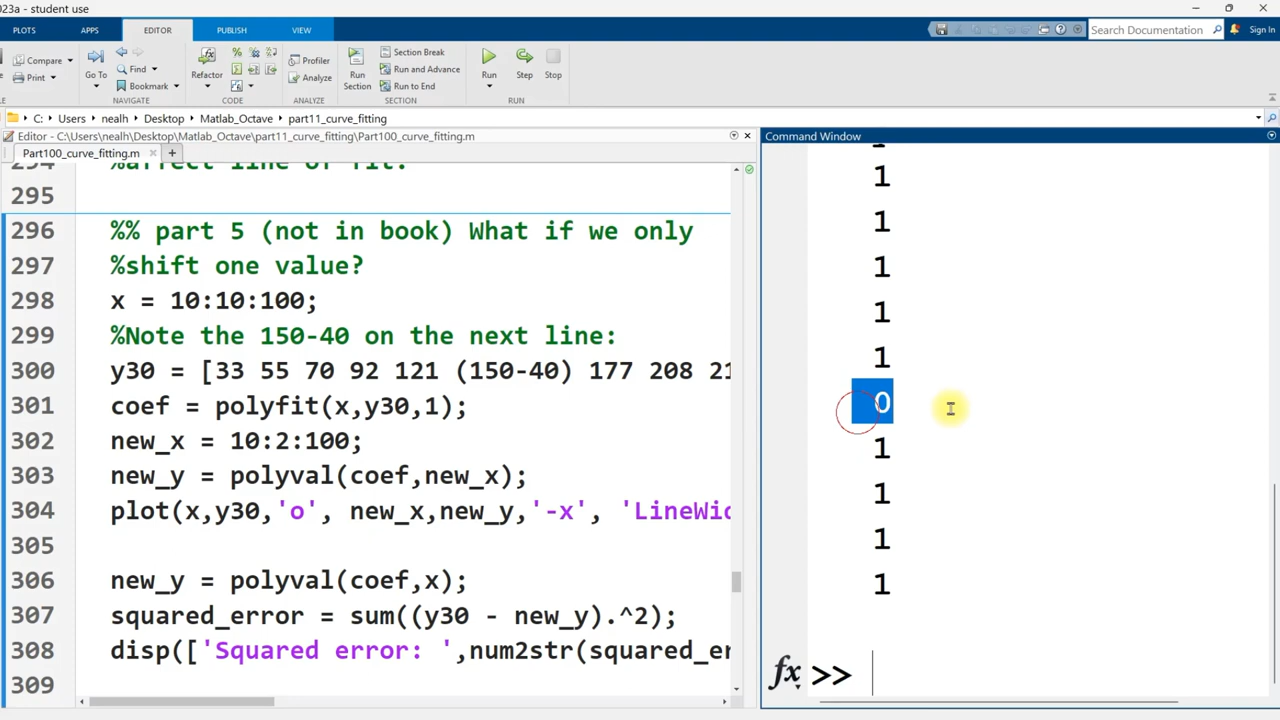 023a - student use
PLOTS APPS EDITOR PUBLISH VIEW
Search Documentation Sign In
Compare
Print
Go To
Find
Bookmark
NAVIGATE
Refactor
CODE
Profiler
Analyze
ANALYZE
Run Section
Section Break
Run and Advance
Run to End
SECTION
Run Step Stop
RUN
C: Users nealh Desktop Matlab_Octave part11_curve_fitting
Editor - C:\Users\nealh\Desktop\Matlab_Octave\part11_curve_fitting\Part100_curve_fitting.m
Part100_curve_fitting.m
294 %affect line of fit.
295
296 %% part 5 (not in book) What if we only
297 %shift one value?
298 x = 10:10:100;
299 %Note the 150-40 on the next line:
300 y30 = [33 55 70 92 121 (150-40) 177 208 21
301 coef = polyfit(x,y30,1);
302 new_x = 10:2:100;
303 new_y = polyval(coef,new_x);
304 plot(x,y30,'o', new_x,new_y,'-x', 'LineWid
305
306 new_y = polyval(coef,x);
307 squared_error = sum((y30 - new_y).^2);
308 disp(['Squared error: ',num2str(squared_er
309
Command Window
1
1
1
1
1
0
1
1
1
1
fx >>